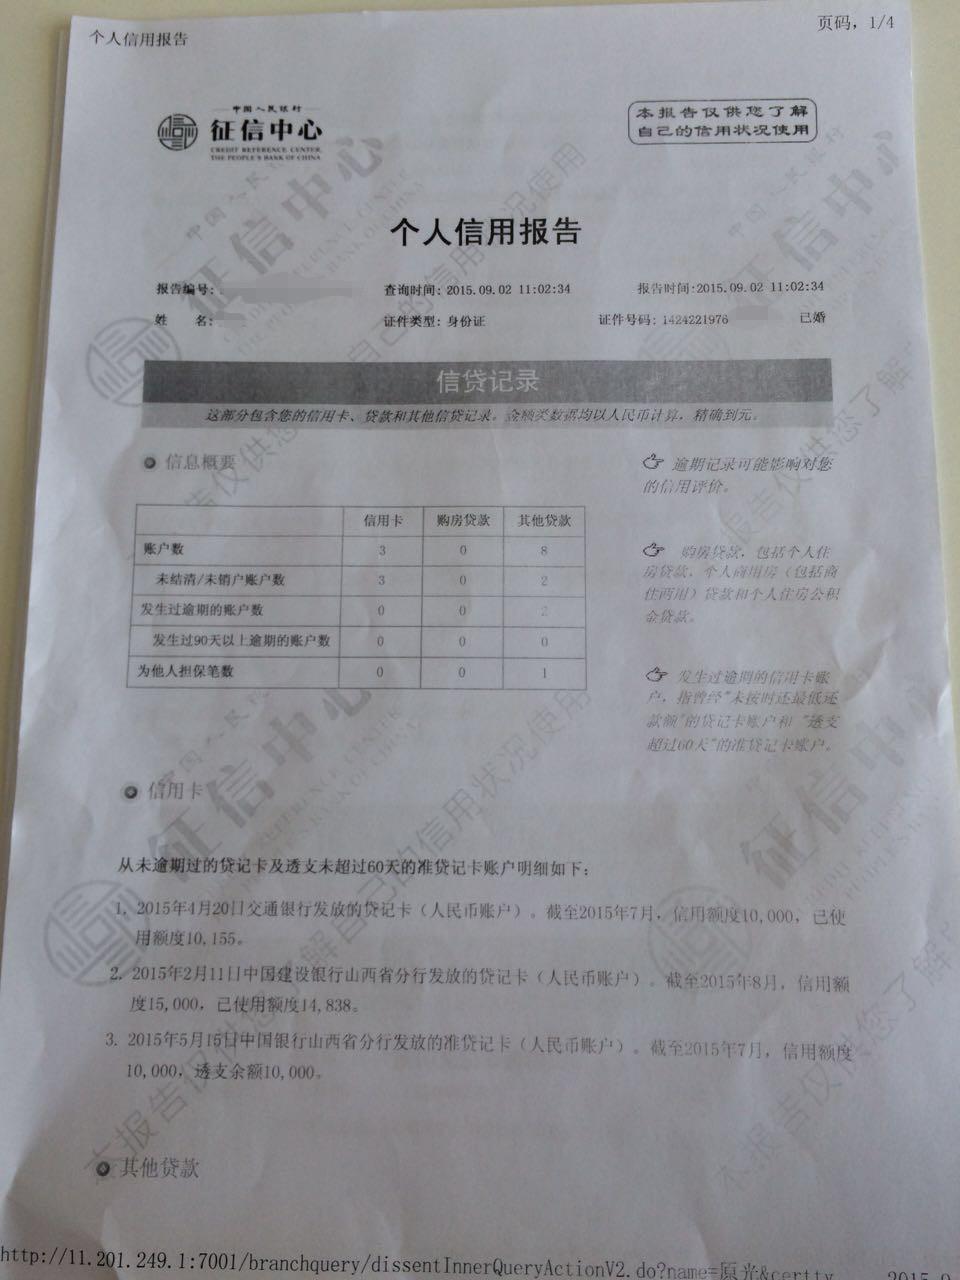 个人信用报告
页码，1/4
中国人民银行
征信中心
CREDIT REFERENCE CENTER,
THE PEOPLE'S BANK OF CHINA
本报告仅供您了解
自己的信用状况使用
个人信用报告
报告编号:
查询时间: 2015.09.02 11:02:34
报告时间:2015.09.02 11:02:34
姓 名:
证件类型: 身份证
证件号码: 1424221976
已婚
信贷记录
这部分包含您的信用卡、贷款和其他信贷记录。金额类数据均以人民币计算，精确到元。
信息概要
信用卡 购房贷款 其他贷款
账户数 3 0 8
未结清/未销户账户数 3 0 2
发生过逾期的账户数 0 0 2
发生过90天以上逾期的账户数 0 0 0
为他人担保笔数 0 0 1
逾期记录可能影响对您
的信用评价。
购房贷款，包括个人住
房贷款，个人商用房（包括商
住两用）贷款和个人住房公积
金贷款。
发生过逾期的信用卡账
户，指曾经"未按时还最低还
款额"的贷记卡账户和"透支
超过60天"的准贷记卡账户。
信用卡
从未逾期过的贷记卡及透支未超过60天的准贷记卡账户明细如下：
1. 2015年4月20日交通银行发放的贷记卡（人民币账户）。截至2015年7月，信用额度10,000，已使
用额度10,155。
2. 2015年2月11日中国建设银行山西省分行发放的贷记卡（人民币账户）。截至2015年8月，信用额
度15,000，已使用额度14,838。
3. 2015年5月15日中国银行山西省分行发放的准贷记卡（人民币账户）。截至2015年7月，信用额度
10,000，透支余额10,000。
其他贷款
http://11.201.249.1:7001/branchquery/dissentInnerQueryActionV2.do?name=原光&certty
2015.9